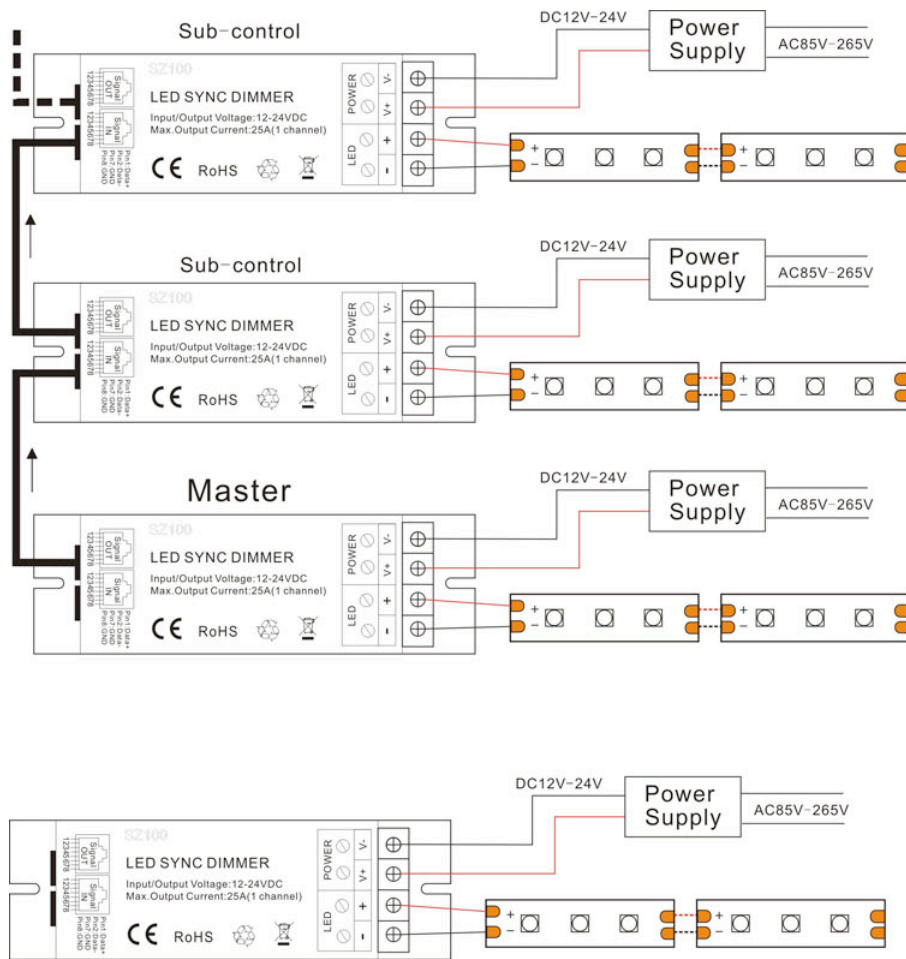 Sub-control
DC12V-24V
Power Supply
AC85V-265V
SZ100
12345678
Signal OUT
12345678
Signal IN
Pin1:Data+
Pin2:Data-
Pin7:GND
Pin8:GND
LED SYNC DIMMER
Input/Output Voltage:12-24VDC
Max.Output Current:25A(1 channel)
CE RoHS
POWER
V-
V+
LED
+
-
+
-
+
-
Sub-control
DC12V-24V
Power Supply
AC85V-265V
SZ100
12345678
Signal OUT
12345678
Signal IN
Pin1:Data+
Pin2:Data-
Pin7:GND
Pin8:GND
LED SYNC DIMMER
Input/Output Voltage:12-24VDC
Max.Output Current:25A(1 channel)
CE RoHS
POWER
V-
V+
LED
+
-
+
-
+
-
Master
DC12V-24V
Power Supply
AC85V-265V
SZ100
12345678
Signal OUT
12345678
Signal IN
Pin1:Data+
Pin2:Data-
Pin7:GND
Pin8:GND
LED SYNC DIMMER
Input/Output Voltage:12-24VDC
Max.Output Current:25A(1 channel)
CE RoHS
POWER
V-
V+
LED
+
-
+
-
+
-
DC12V-24V
Power Supply
AC85V-265V
SZ100
12345678
Signal OUT
12345678
Signal IN
Pin1:Data+
Pin2:Data-
Pin7:GND
Pin8:GND
LED SYNC DIMMER
Input/Output Voltage:12-24VDC
Max.Output Current:25A(1 channel)
CE RoHS
POWER
V-
V+
LED
+
-
+
-
+
-